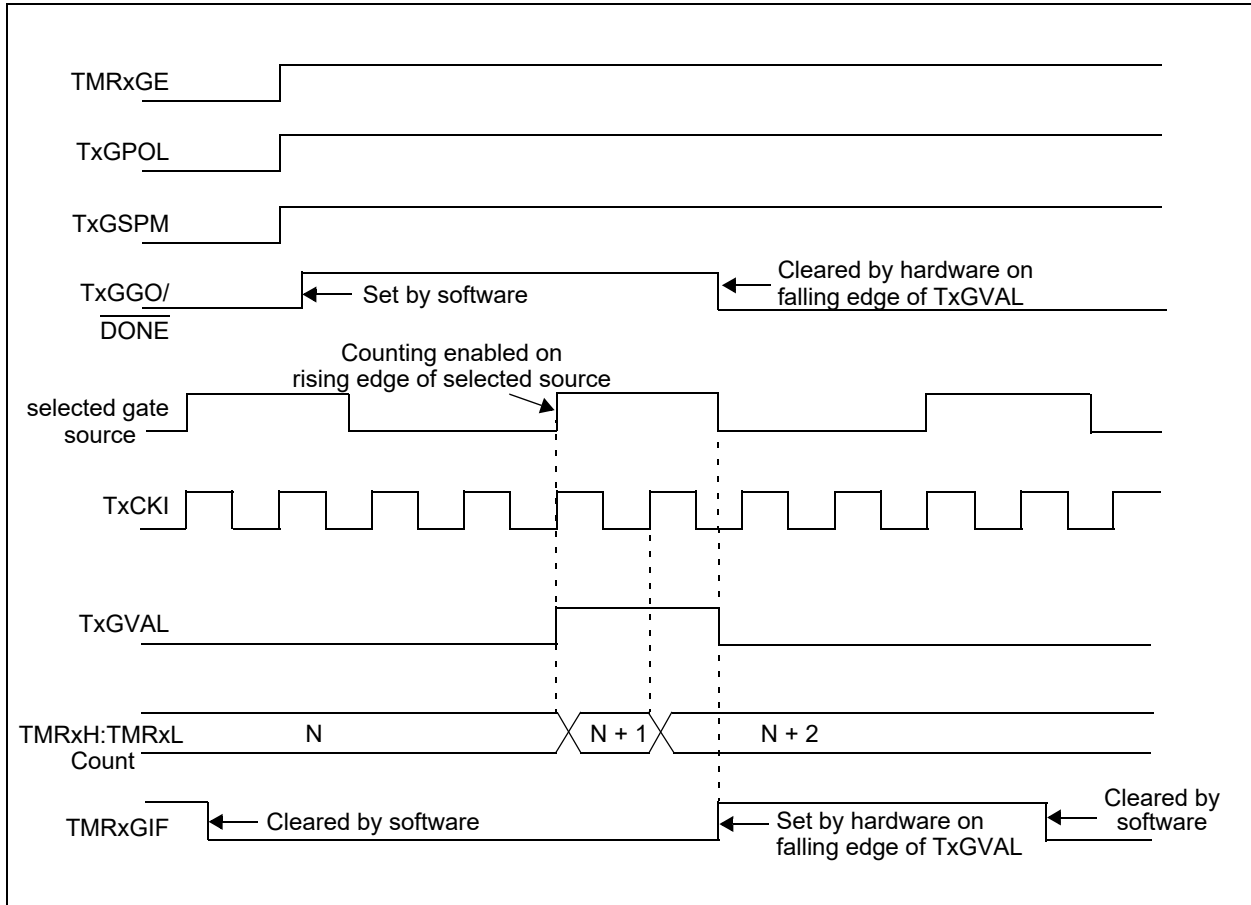 TMRxGE
TxGPOL
TxGSPM
TxGGO/
DONE
Set by software
Cleared by hardware on
falling edge of TxGVAL
Counting enabled on
rising edge of selected source
selected gate
source
TxCKI
TxGVAL
TMRxH:TMRxL
Count
N
N + 1
N + 2
TMRxGIF
Cleared by software
Set by hardware on
falling edge of TxGVAL
Cleared by
software